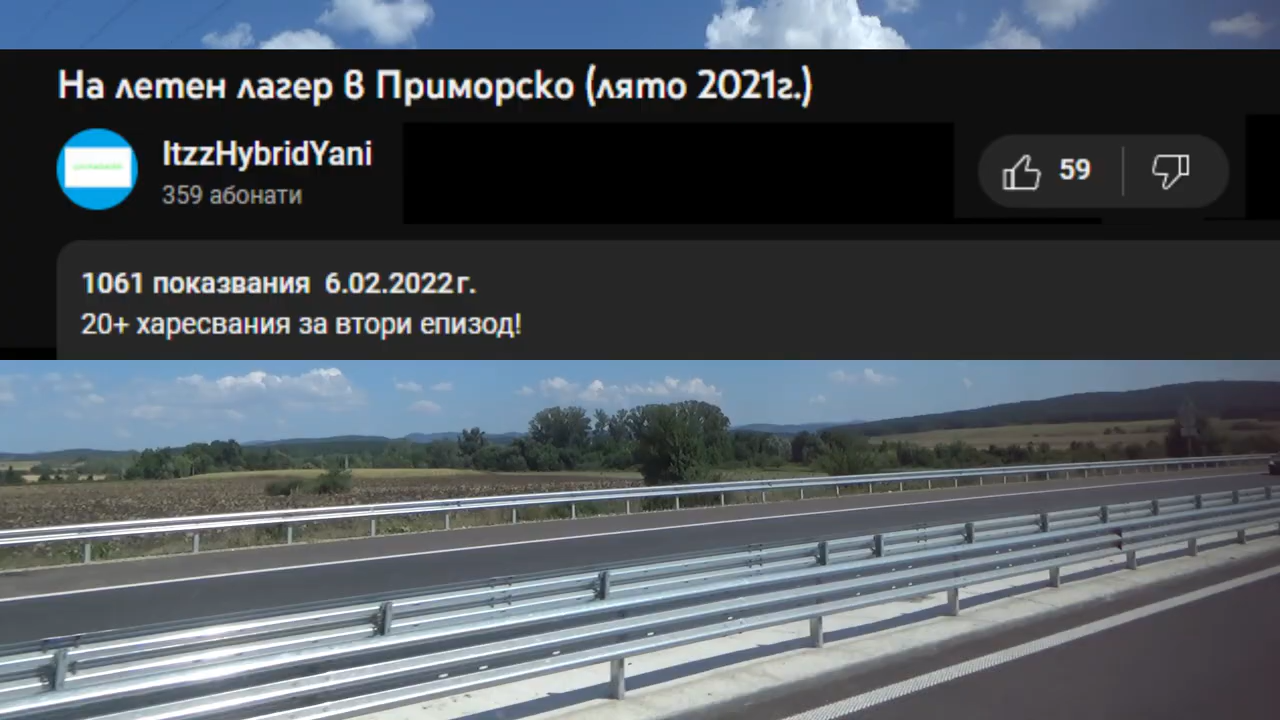 На летен лагер в Приморско (лято 2021г.)
ItzzHybridYani
359 абонати
59
1061 показвания 6.02.2022 г.
20+ харесвания за втори епизод!